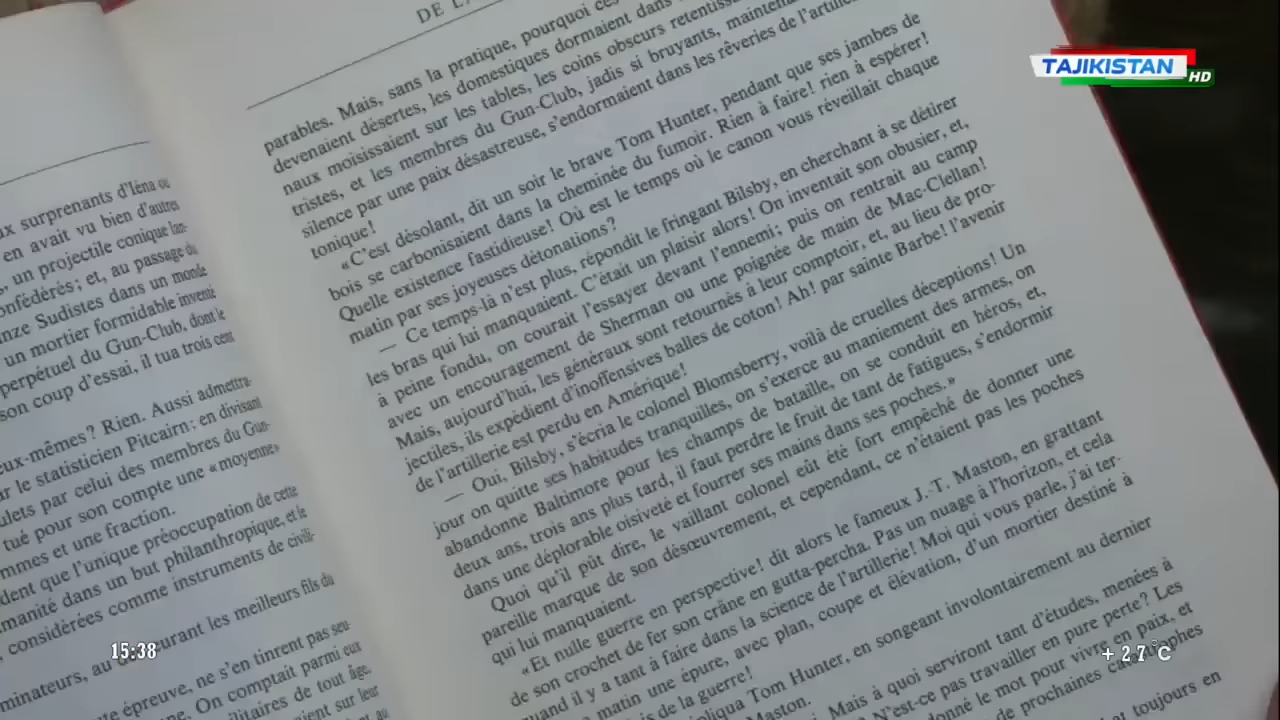 DE L
ux surprenants d'Iéna ou
en avait vu bien d'autres
un projectile conique lan-
onfédérés; et, au passage du
nze Sudistes dans un monde
un mortier formidable inventé
perpétuel du Gun-Club, dont le
son coup d'essai, il tua trois cent
eux-mêmes? Rien. Aussi admettra-
r le statisticien Pitcairn: en divisant
ulets par celui des membres du Gun-
tué pour son compte une «moyenne»
mmes et une fraction.
dent que l'unique préoccupation de cette
manité dans un but philanthropique, et le
considérées comme instruments de civili-
minateurs, au demeurant les meilleurs fils du
épreuve, ne s'en tinrent pas seu-
On comptait parmi eux
ilitaires de tout âge,
aient sur leur
parables. Mais, sans la pratique, pourquoi ces
devenaient désertes, les domestiques dormaient dans
naux moisissaient sur les tables, les coins obscurs retentiss
tristes, et les membres du Gun-Club, jadis si bruyants, mainten
silence par une paix désastreuse, s'endormaient dans les rêveries de l'artille
tonique!
«C'est désolant, dit un soir le brave Tom Hunter, pendant que ses jambes de
bois se carbonisaient dans la cheminée du fumoir. Rien à faire! rien à espérer!
Quelle existence fastidieuse! Où est le temps où le canon vous réveillait chaque
matin par ses joyeuses détonations?
— Ce temps-là n'est plus, répondit le fringant Bilsby, en cherchant à se détirer
les bras qui lui manquaient. C'était un plaisir alors! On inventait son obusier, et,
à peine fondu, on courait l'essayer devant l'ennemi; puis on rentrait au camp
avec un encouragement de Sherman ou une poignée de main de Mac-Clellan!
Mais, aujourd'hui, les généraux sont retournés à leur comptoir, et, au lieu de pro-
jectiles, ils expédient d'inoffensives balles de coton! Ah! par sainte Barbe! l'avenir
de l'artillerie est perdu en Amérique!
— Oui, Bilsby, s'écria le colonel Blomsberry, voilà de cruelles déceptions! Un
jour on quitte ses habitudes tranquilles, on s'exerce au maniement des armes, on
abandonne Baltimore pour les champs de bataille, on se conduit en héros, et,
deux ans, trois ans plus tard, il faut perdre le fruit de tant de fatigues, s'endormir
dans une déplorable oisiveté et fourrer ses mains dans ses poches.»
Quoi qu'il pût dire, le vaillant colonel eût été fort empêché de donner une
pareille marque de son désœuvrement, et cependant, ce n'étaient pas les poches
qui lui manquaient.
«Et nulle guerre en perspective! dit alors le fameux J.-T. Maston, en grattant
de son crochet de fer son crâne en gutta-percha. Pas un nuage à l'horizon, et cela
quand il y a tant à faire dans la science de l'artillerie! Moi qui vous parle, j'ai ter-
matin une épure, avec plan, coupe et élévation, d'un mortier destiné à
is de la guerre!
pliqua Tom Hunter, en songeant involontairement au dernier
Maston.
Mais à quoi serviront tant d'études, menées à
N'est-ce pas travailler en pure perte? Les
donné le mot pour vivre en paix, et
de prochaines catastrophes
toujours en
TAJIKISTAN HD
15:38
+27°C